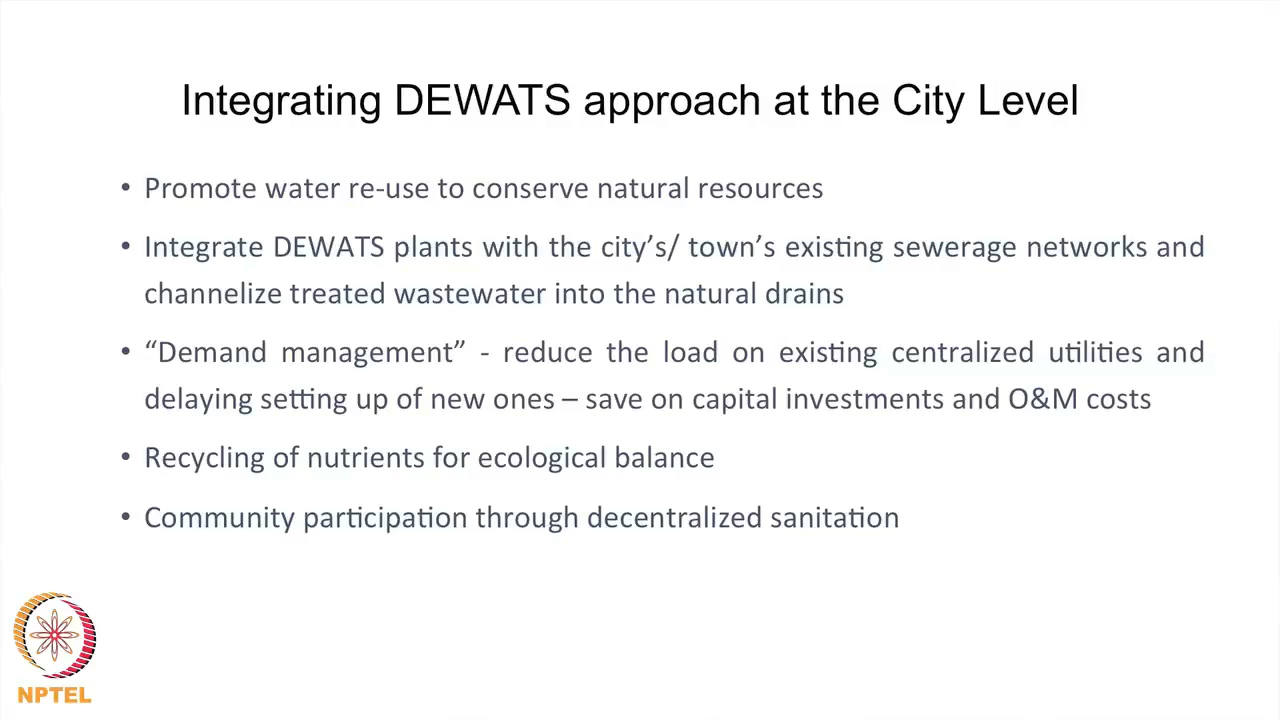 Integrating DEWATS approach at the City Level
• Promote water re-use to conserve natural resources
• Integrate DEWATS plants with the city’s/ town’s existing sewerage networks and
channelize treated wastewater into the natural drains
• “Demand management” - reduce the load on existing centralized utilities and
delaying setting up of new ones – save on capital investments and O&M costs
• Recycling of nutrients for ecological balance
• Community participation through decentralized sanitation
NPTEL